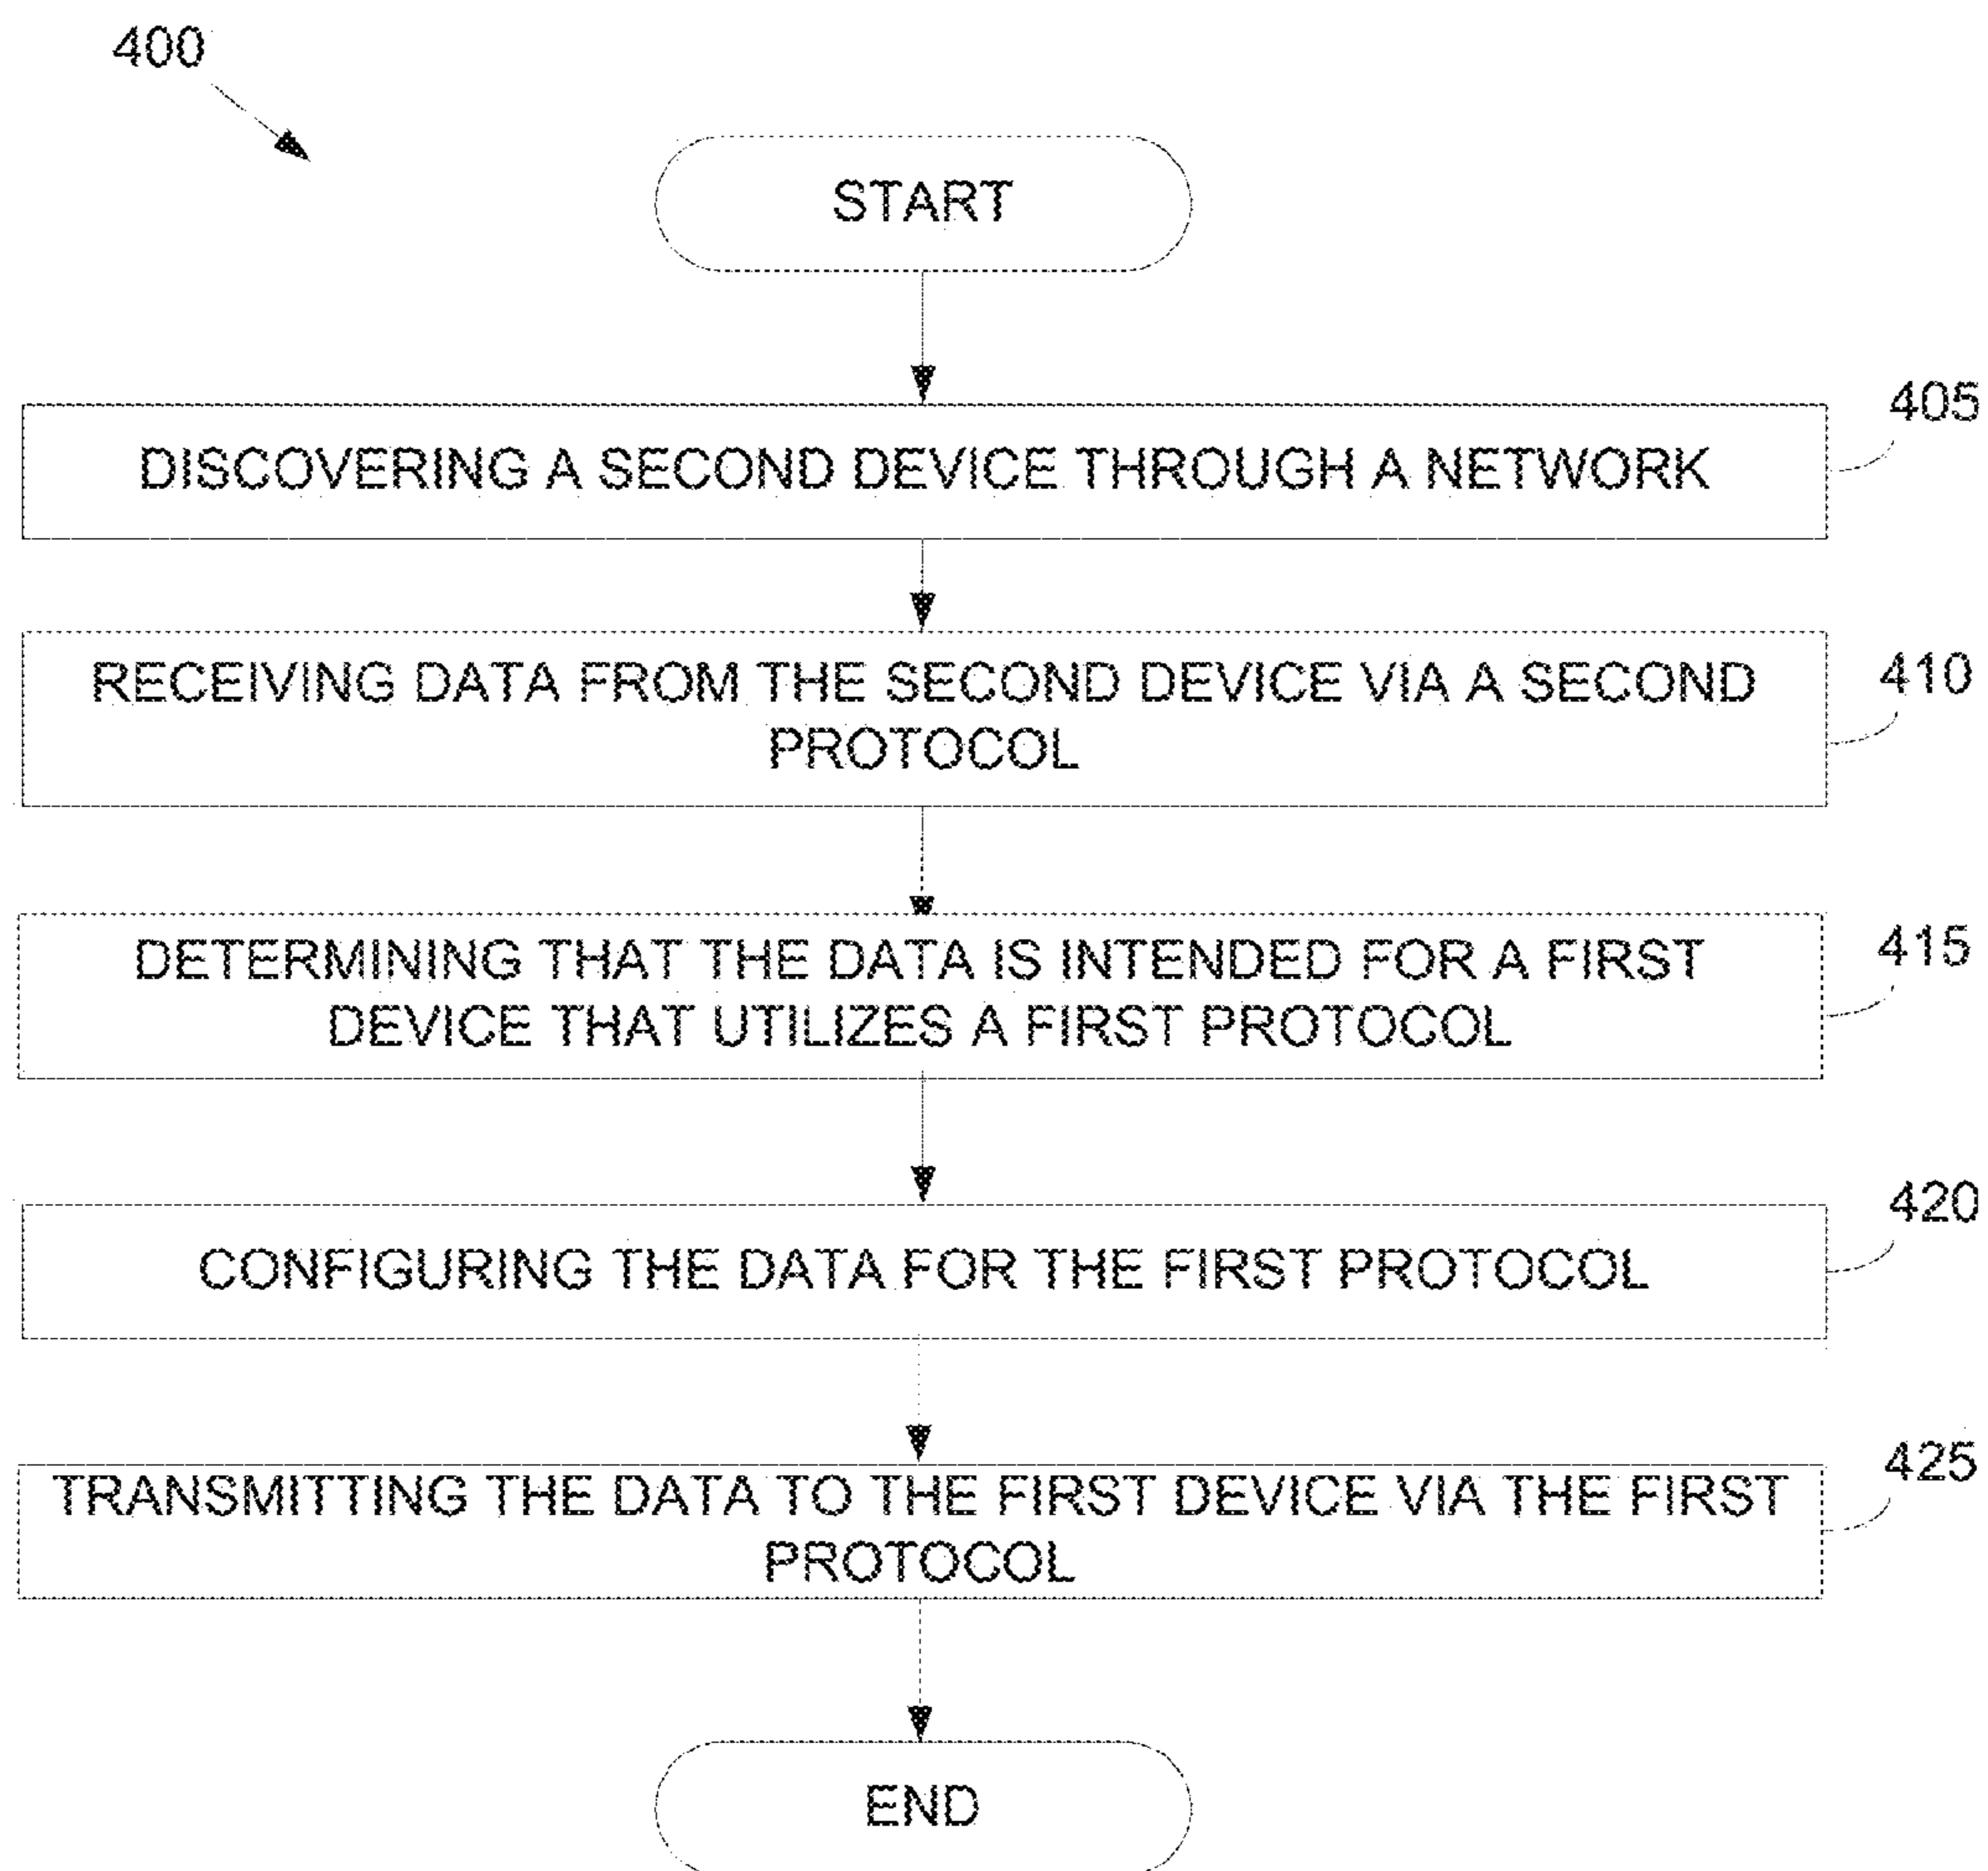 400
START
405
DISCOVERING A SECOND DEVICE THROUGH A NETWORK
410
RECEIVING DATA FROM THE SECOND DEVICE VIA A SECOND
PROTOCOL
415
DETERMINING THAT THE DATA IS INTENDED FOR A FIRST
DEVICE THAT UTILIZES A FIRST PROTOCOL
420
CONFIGURING THE DATA FOR THE FIRST PROTOCOL
425
TRANSMITTING THE DATA TO THE FIRST DEVICE VIA THE FIRST
PROTOCOL
END